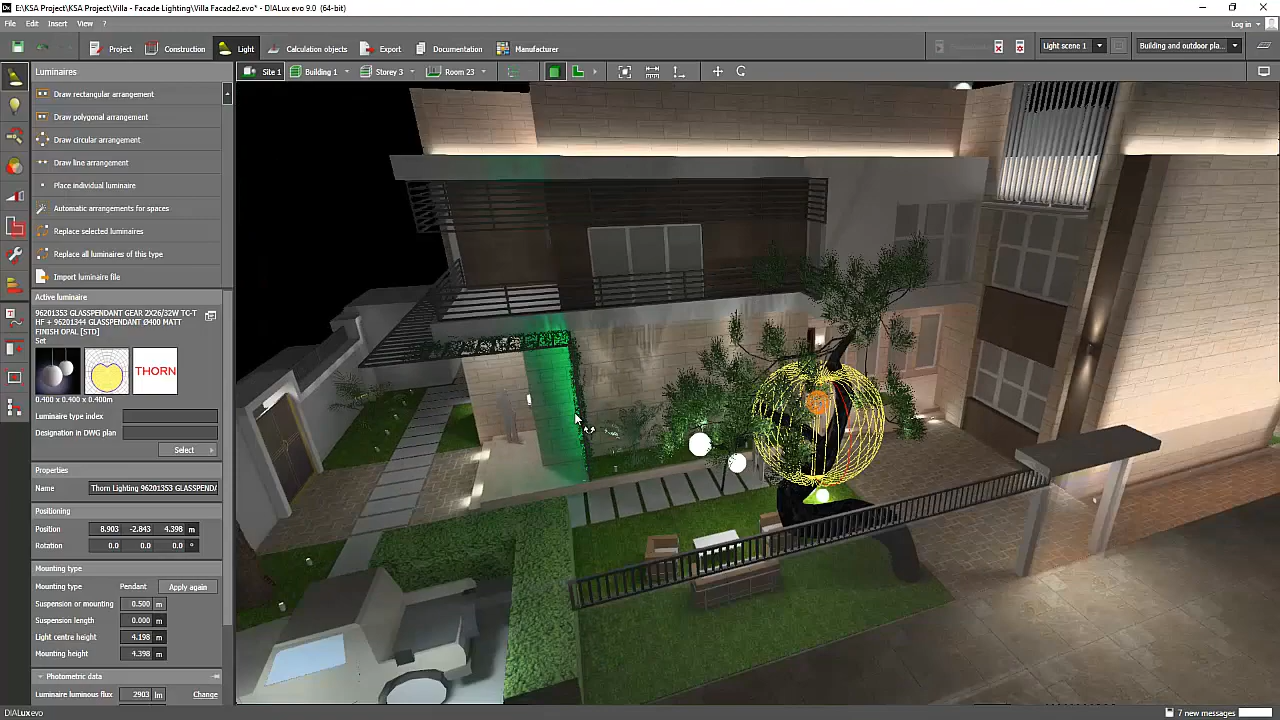 E:\KSA Project\KSA Project\Villa - Facade Lighting\Villa Facade2.evo* - DIALux evo 9.0 (64-bit)
File Edit Insert View ?
Log in
Project Construction Light Calculation objects Export Documentation Manufacturer
Light scene 1 Building and outdoor pla...
Luminaires
Site 1 Building 1 Storey 3 Room 23
Draw rectangular arrangement
Draw polygonal arrangement
Draw circular arrangement
Draw line arrangement
Place individual luminaire
Automatic arrangements for spaces
Replace selected luminaires
Replace all luminaires of this type
Import luminaire file
Active luminaire
96201353 GLASSPENDANT GEAR 2X26/32W TC-T
HF + 96201344 GLASSPENDANT Ø400 MATT
FINISH OPAL [STD]
Set
THORN
0.400 x 0.400 x 0.400m
Luminaire type index
Designation in DWG plan
Select
Properties
Name Thorn Lighting 96201353 GLASSPENDA
Positioning
Position 8.903 -2.843 4.398 m
Rotation 0.0 0.0 0.0 °
Mounting type
Mounting type Pendant Apply again
Suspension or mounting 0.500 m
Suspension length 0.000 m
Light centre height 4.198 m
Mounting height 4.398 m
Photometric data
Luminaire luminous flux 2903 lm Change
DIALux evo
7 new messages